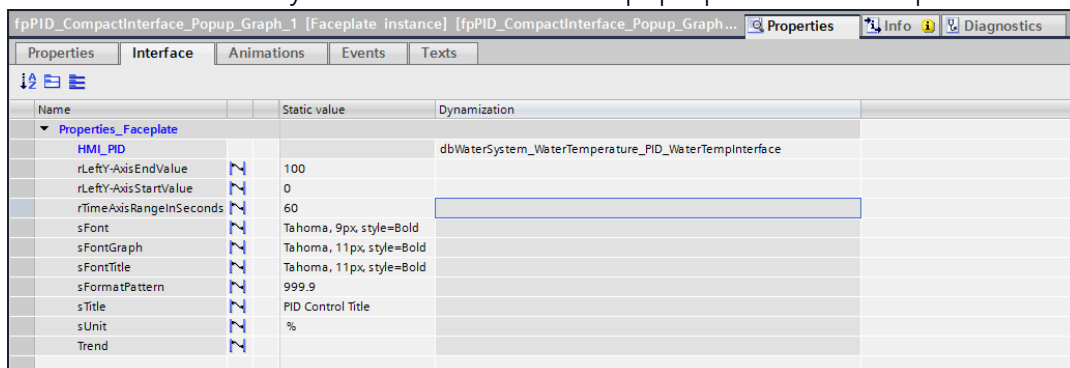 fpPID_CompactInterface_Popup_Graph_1 [Faceplate instance] [fpPID_CompactInterface_Popup_Graph... Properties Info Diagnostics
Properties Interface Animations Events Texts
Name Static value Dynamization
Properties_Faceplate
HMI_PID dbWaterSystem_WaterTemperature_PID_WaterTempInterface
rLeftY-AxisEndValue 100
rLeftY-AxisStartValue 0
rTimeAxisRangeInSeconds 60
sFont Tahoma, 9px, style=Bold
sFontGraph Tahoma, 11px, style=Bold
sFontTitle Tahoma, 11px, style=Bold
sFormatPattern 999.9
sTitle PID Control Title
sUnit %
Trend